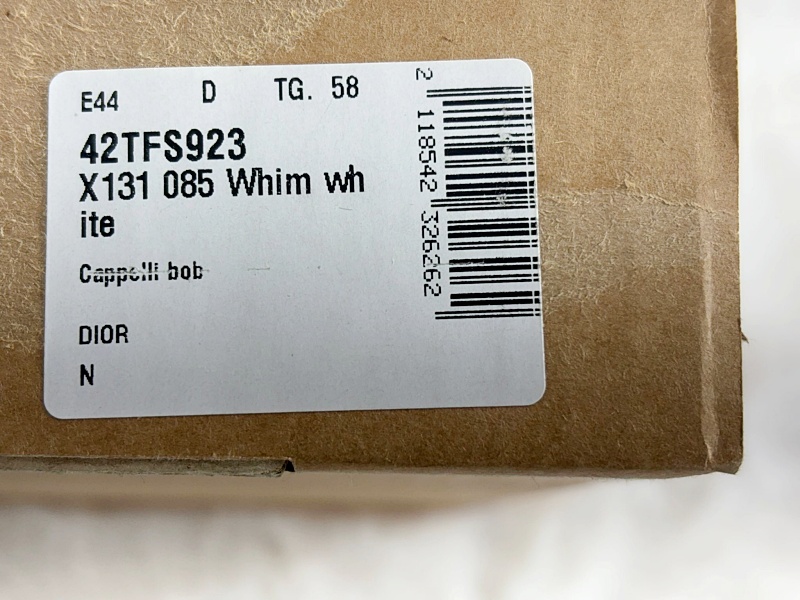 E44 D TG. 58
42TFS923
X131 085 Whim wh
ite
Cappelli bob
DIOR
N
2 118542 326262